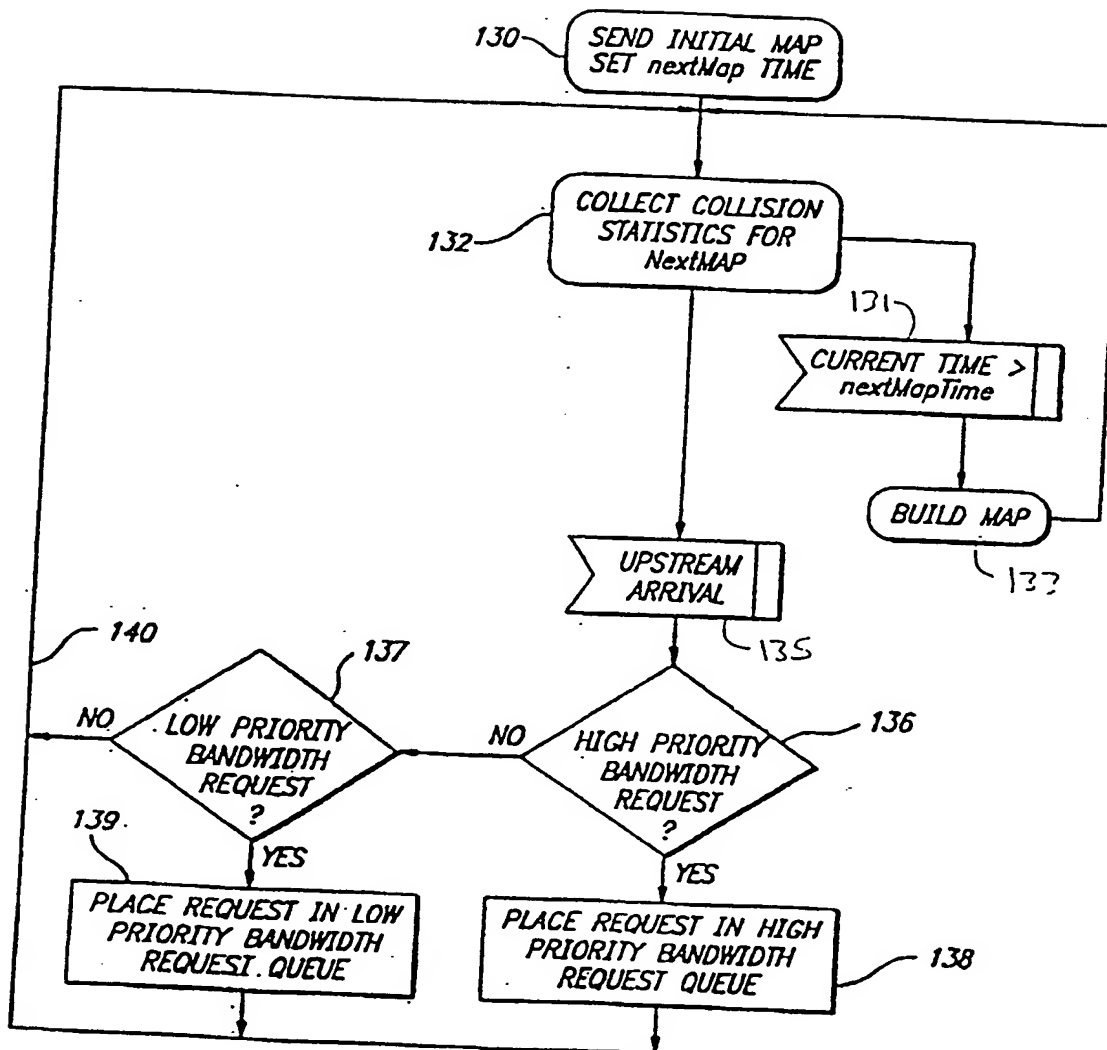 130
SEND INITIAL MAP
SET nextMap TIME
132
COLLECT COLLISION
STATISTICS FOR
NextMAP
131
CURRENT TIME >
nextMapTime
BUILD MAP
133
UPSTREAM
ARRIVAL
135
140
137
NO
LOW PRIORITY
BANDWIDTH
REQUEST
?
NO
HIGH PRIORITY
BANDWIDTH
REQUEST
?
136
139
YES
YES
PLACE REQUEST IN LOW
PRIORITY BANDWIDTH
REQUEST QUEUE
PLACE REQUEST IN HIGH
PRIORITY BANDWIDTH
REQUEST QUEUE
138